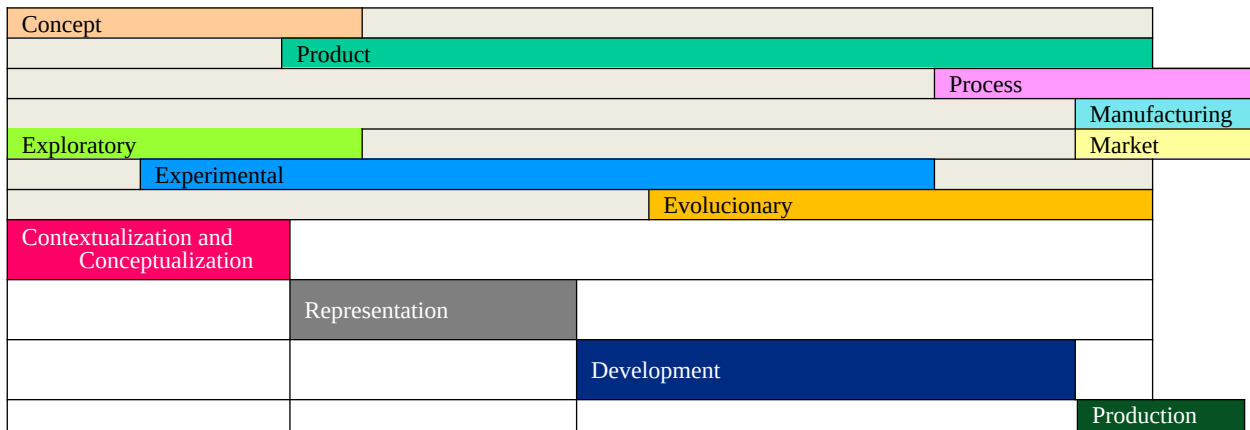 Concept
Product
Process
Manufacturing
Exploratory
Market
Experimental
Evolucionary
Contextualization and
Conceptualization
Representation
Development
Production